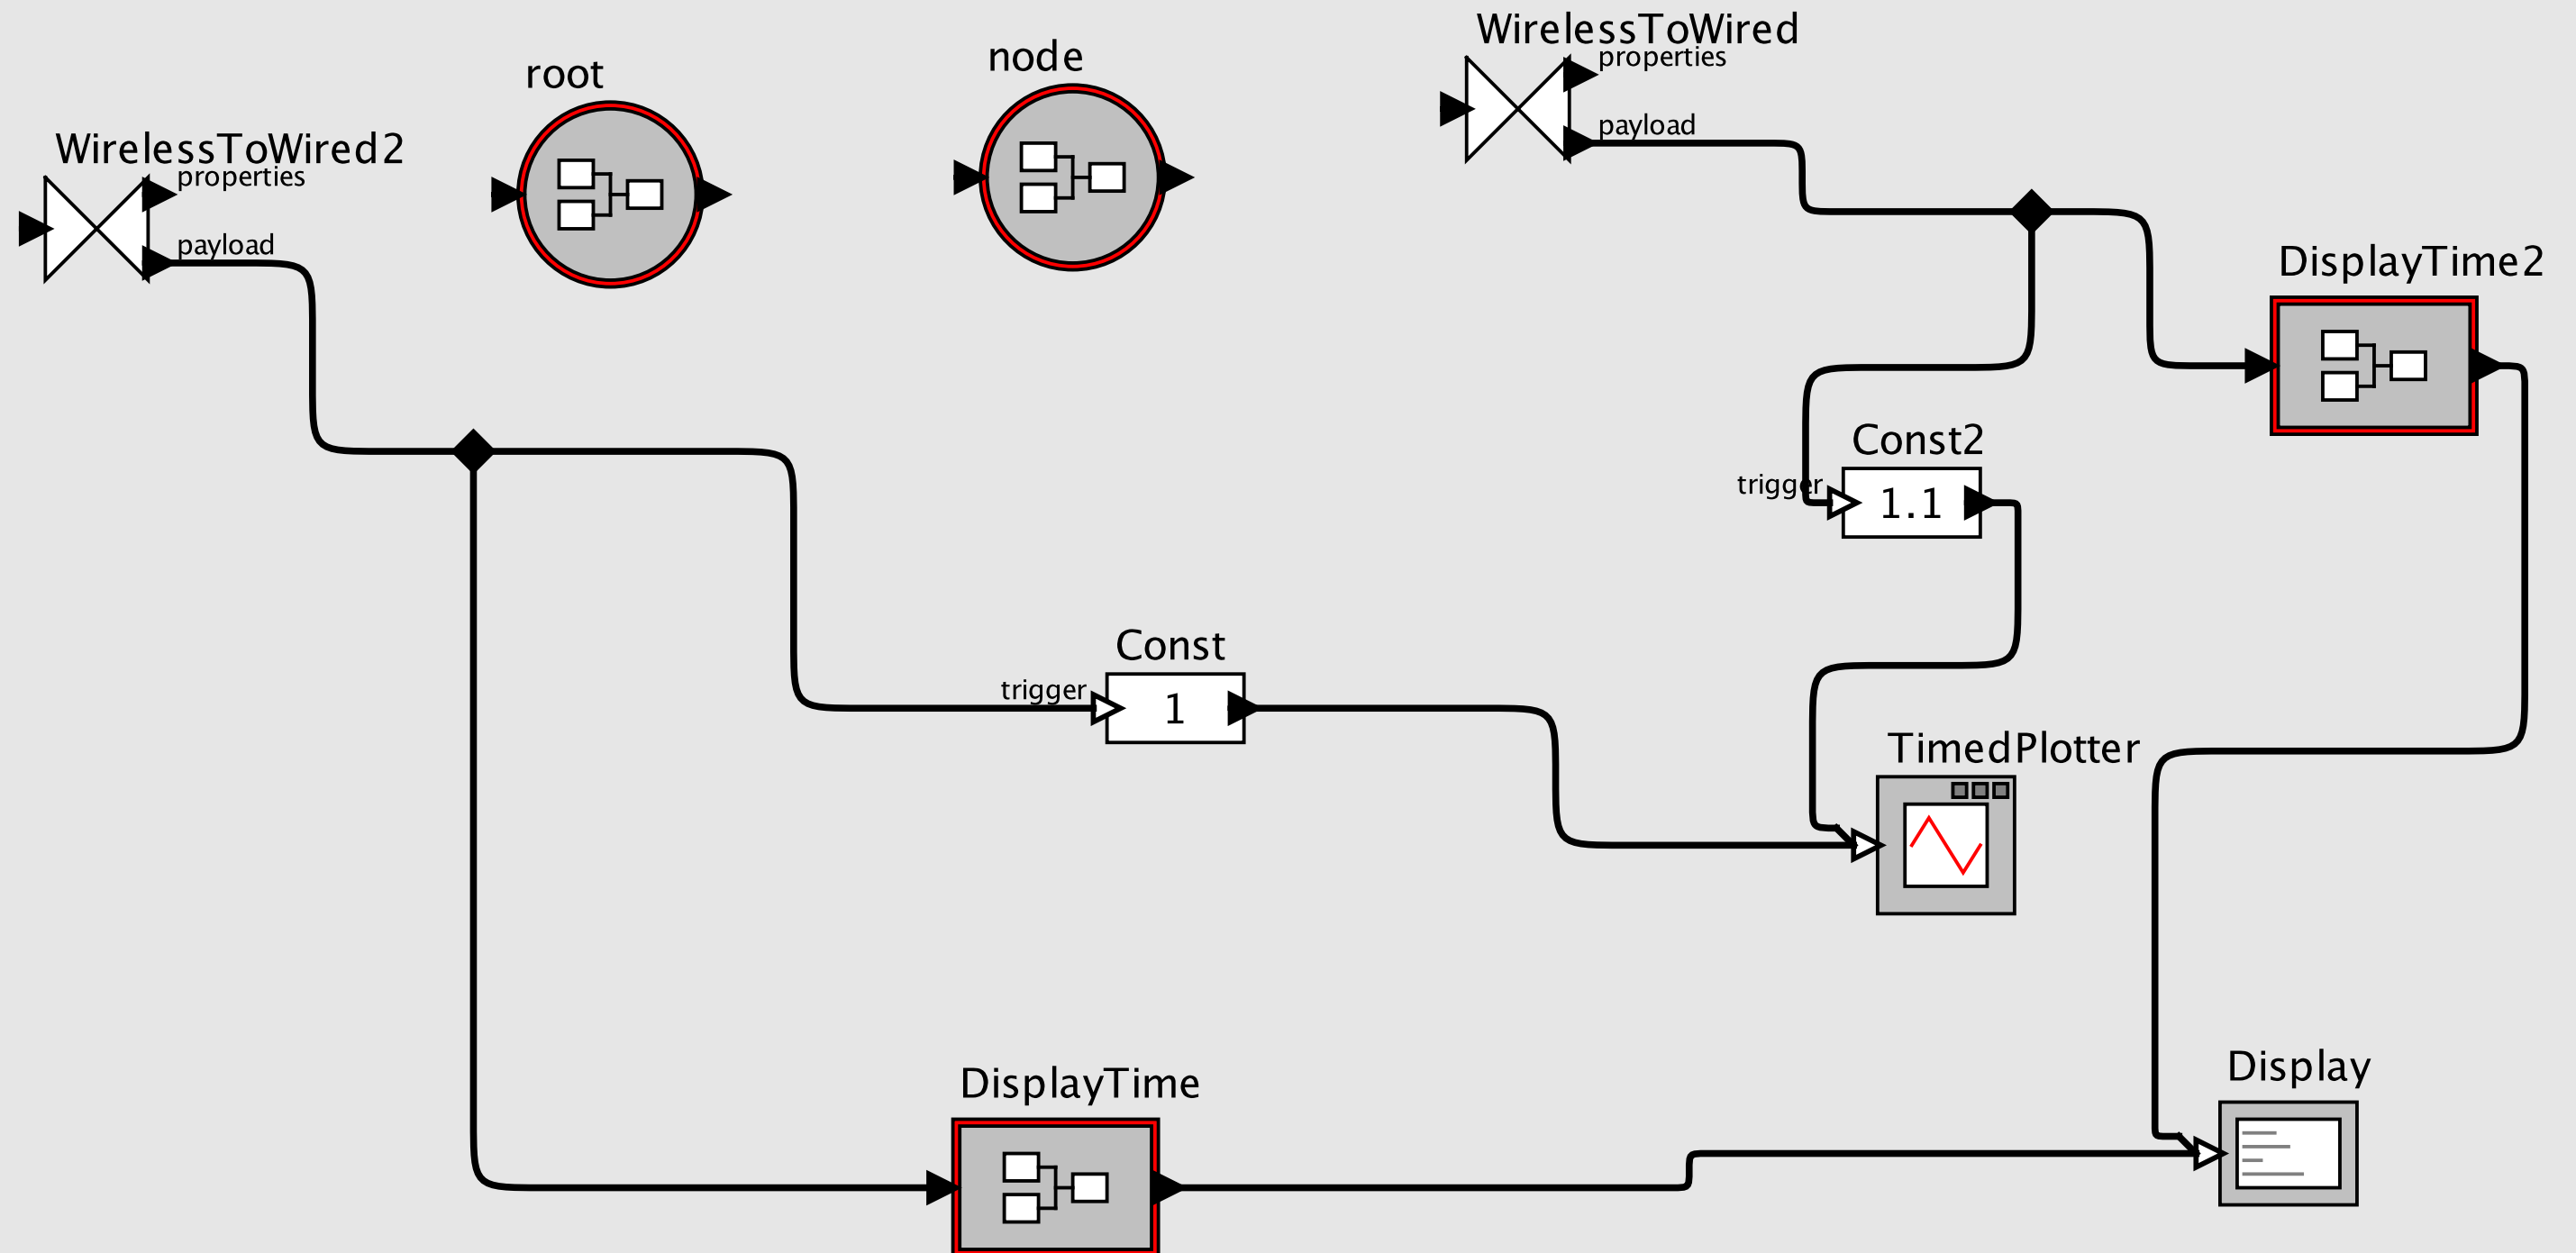 WirelessToWired
properties
payload
node
root
WirelessToWired2
properties
payload
DisplayTime2
Const2
trigger
1.1
Const
trigger
1
TimedPlotter
Display
DisplayTime